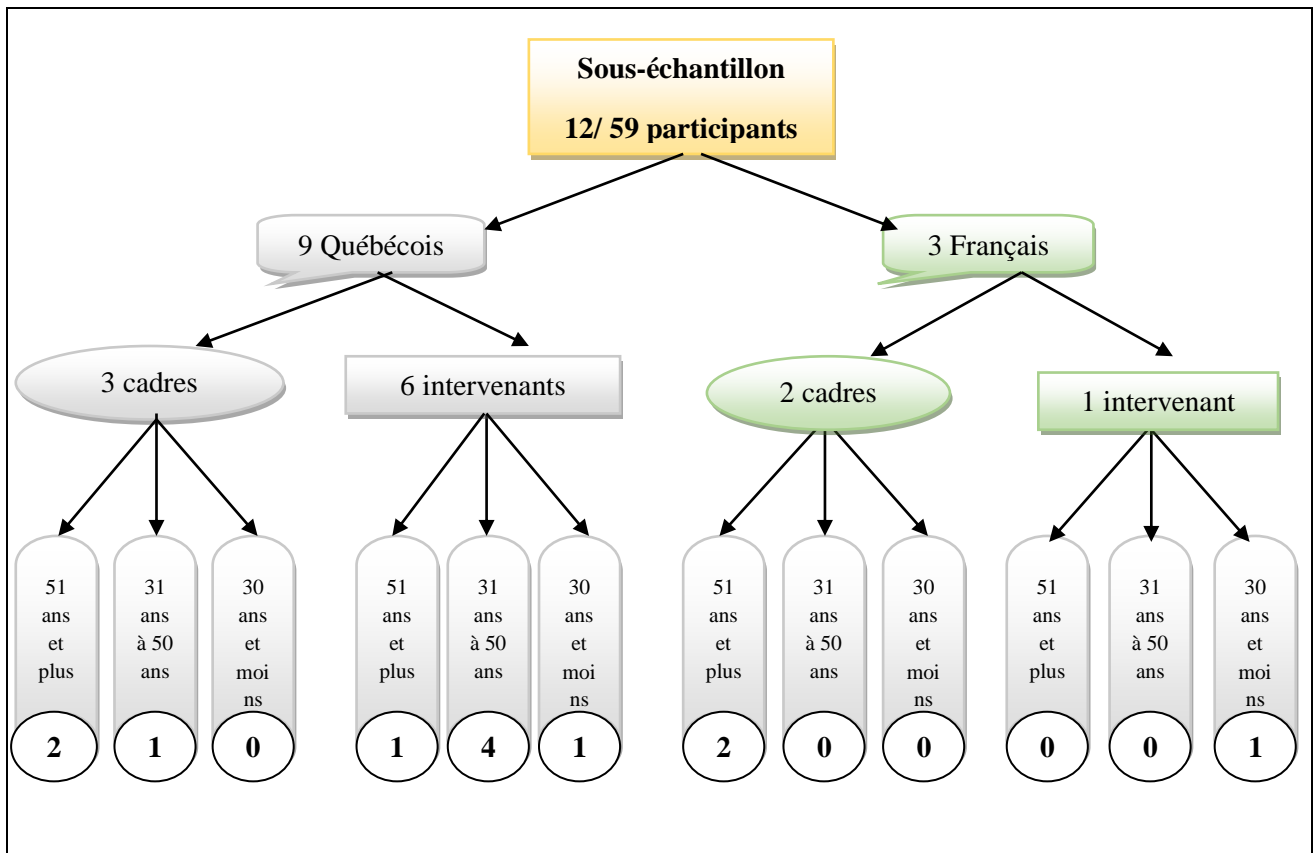 Sous-échantillon
12/ 59 participants
9 Québécois
3 Français
3 cadres
6 intervenants
2 cadres
1 intervenant
51
ans
et
plus
31
ans
à 50
ans
30
ans
et
moi
ns
51
ans
et
plus
31
ans
à 50
ans
30
ans
et
moi
ns
51
ans
et
plus
31
ans
à 50
ans
30
ans
et
moi
ns
51
ans
et
plus
31
ans
à 50
ans
30
ans
et
moi
ns
2 1 0 1 4 1 2 0 0 0 0 1